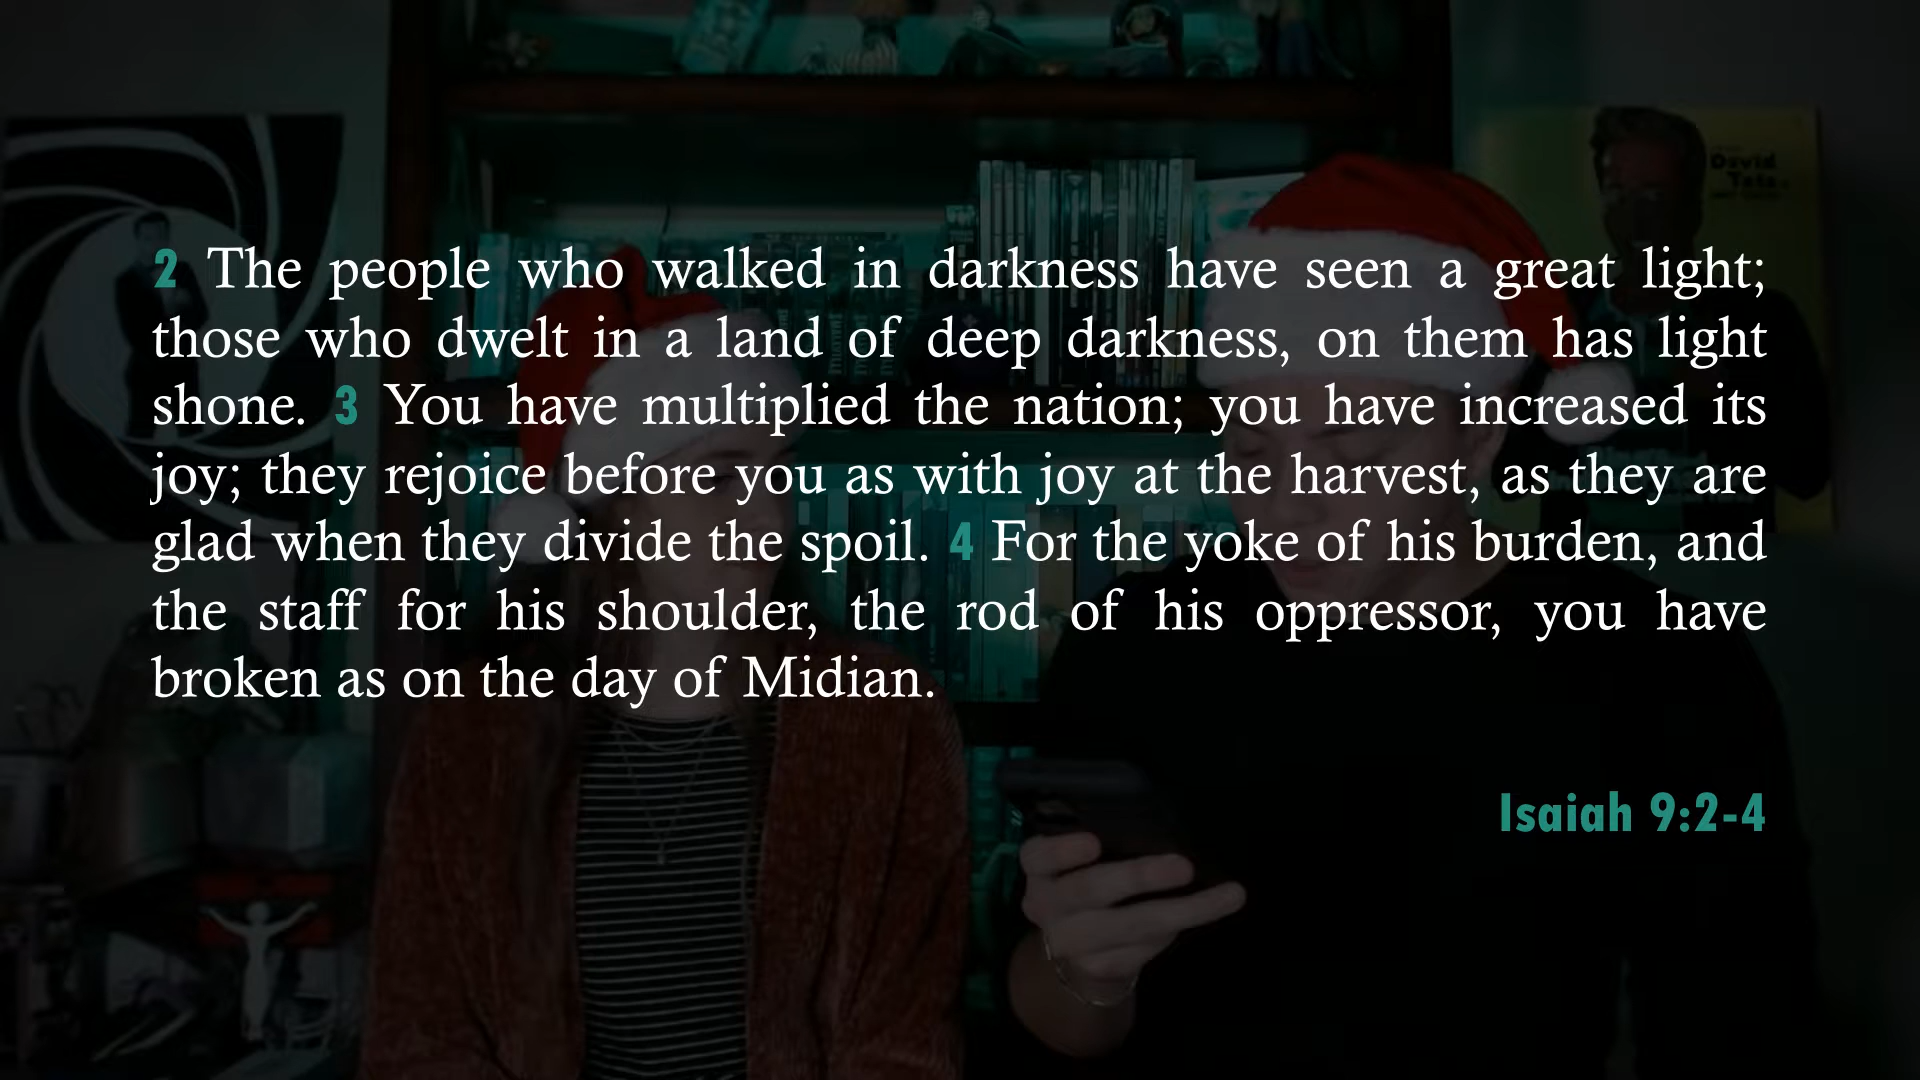 2 The people who walked in darkness have seen a great light;
those who dwelt in a land of deep darkness, on them has light
shone. 3 You have multiplied the nation; you have increased its
joy; they rejoice before you as with joy at the harvest, as they are
glad when they divide the spoil. 4 For the yoke of his burden, and
the staff for his shoulder, the rod of his oppressor, you have
broken as on the day of Midian.
Isaiah 9:2-4
David